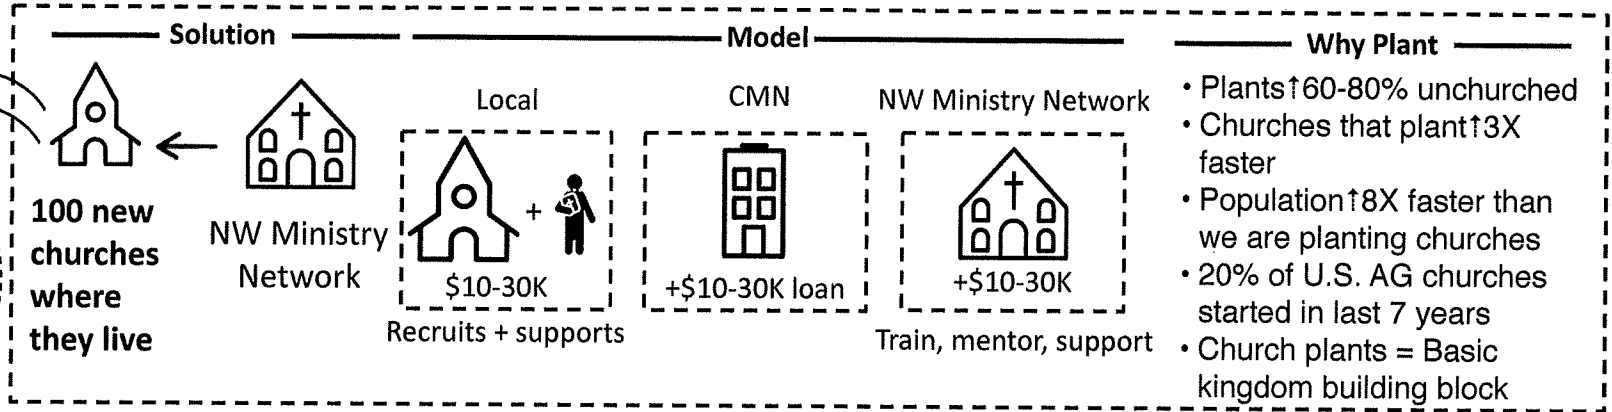 Solution
100 new
churches
where
they live
NW Ministry
Network
Model
Local
+
$10-30K
Recruits + supports
CMN
+$10-30K loan
NW Ministry Network
+$10-30K
Train, mentor, support
Why Plant
• Plants↑60-80% unchurched
• Churches that plant↑3X
faster
• Population↑8X faster than
we are planting churches
• 20% of U.S. AG churches
started in last 7 years
• Church plants = Basic
kingdom building block